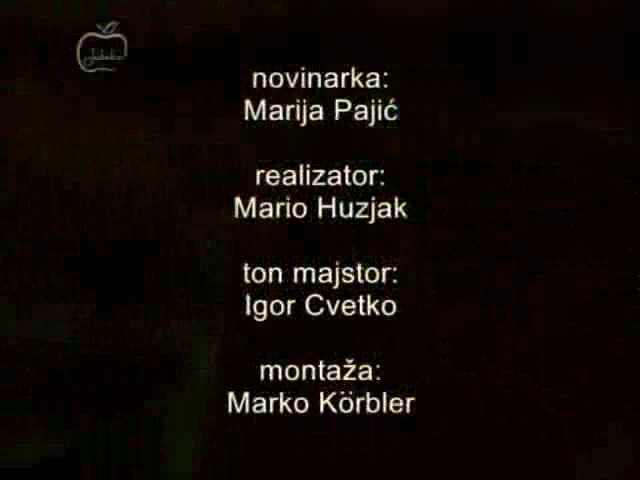 novinarka:
Marija Pajić
realizator:
Mario Huzjak
ton majstor:
Igor Cvetko
montaža:
Marko Körbler